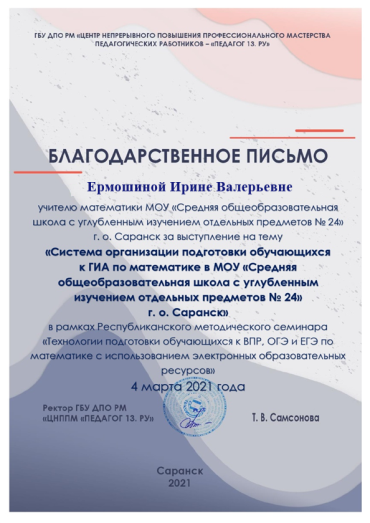 ГБУ ДПО РМ «ЦЕНТР НЕПРЕРЫВНОГО ПОВЫШЕНИЯ ПРОФЕССИОНАЛЬНОГО МАСТЕРСТВА
ПЕДАГОГИЧЕСКИХ РАБОТНИКОВ – «ПЕДАГОГ 13. РУ»
БЛАГОДАРСТВЕННОЕ ПИСЬМО
Ермошиной Ирине Валерьевне
учителю математики МОУ «Средняя общеобразовательная
школа с углубленным изучением отдельных предметов № 24»
г. о. Саранск за выступление на тему
«Система организации подготовки обучающихся
к ГИА по математике в МОУ «Средняя
общеобразовательная школа с углубленным
изучением отдельных предметов № 24»
г. о. Саранск»
в рамках Республиканского методического семинара
«Технологии подготовки обучающихся к ВПР, ОГЭ и ЕГЭ по
математике с использованием электронных образовательных
ресурсов»
4 марта 2021 года
Ректор ГБУ ДПО РМ
«ЦНППМ «ПЕДАГОГ 13. РУ»
Т. В. Самсонова
Саранск
2021